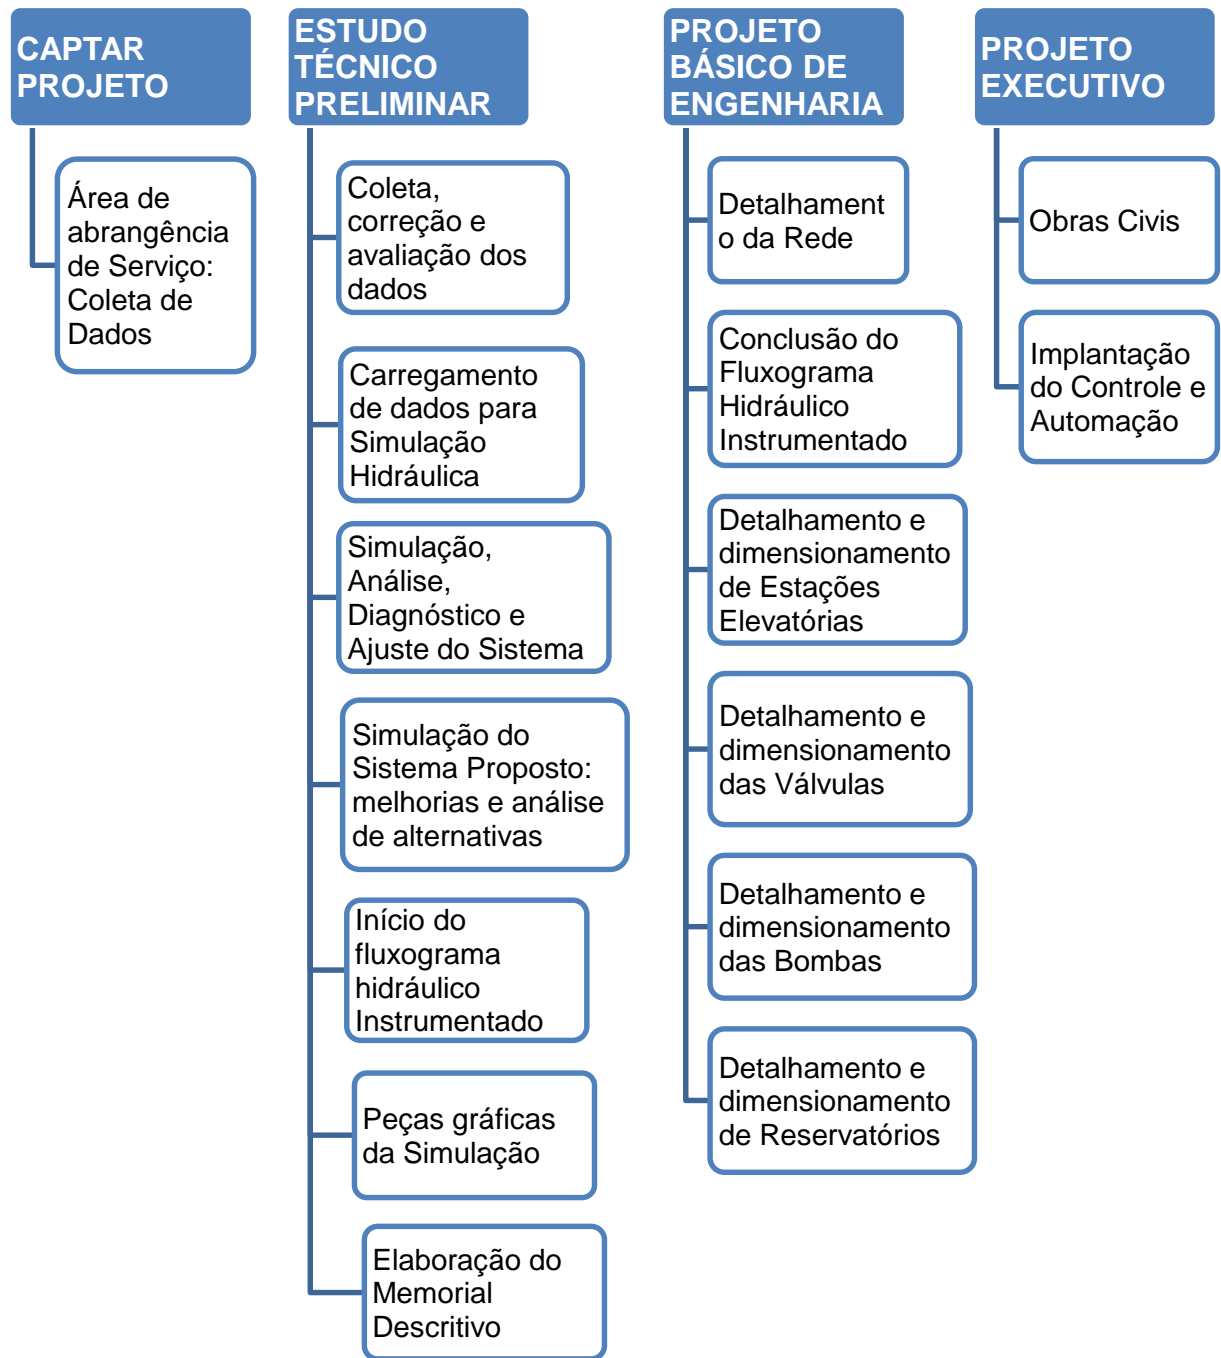 CAPTAR
PROJETO
Área de
abrangência
de Serviço:
Coleta de
Dados
ESTUDO
TÉCNICO
PRELIMINAR
Coleta,
correção e
avaliação dos
dados
Carregamento
de dados para
Simulação
Hidráulica
Simulação,
Análise,
Diagnóstico e
Ajuste do Sistema
Simulação do
Sistema Proposto:
melhorias e análise
de alternativas
Início do
fluxograma
hidráulico
Instrumentado
Peças gráficas
da Simulação
Elaboração do
Memorial
Descritivo
PROJETO
BÁSICO DE
ENGENHARIA
Detalhament
o da Rede
Conclusão do
Fluxograma
Hidráulico
Instrumentado
Detalhamento e
dimensionamento
de Estações
Elevatórias
Detalhamento e
dimensionamento
das Válvulas
Detalhamento e
dimensionamento
das Bombas
Detalhamento e
dimensionamento
de Reservatórios
PROJETO
EXECUTIVO
Obras Civis
Implantação
do Controle e
Automação